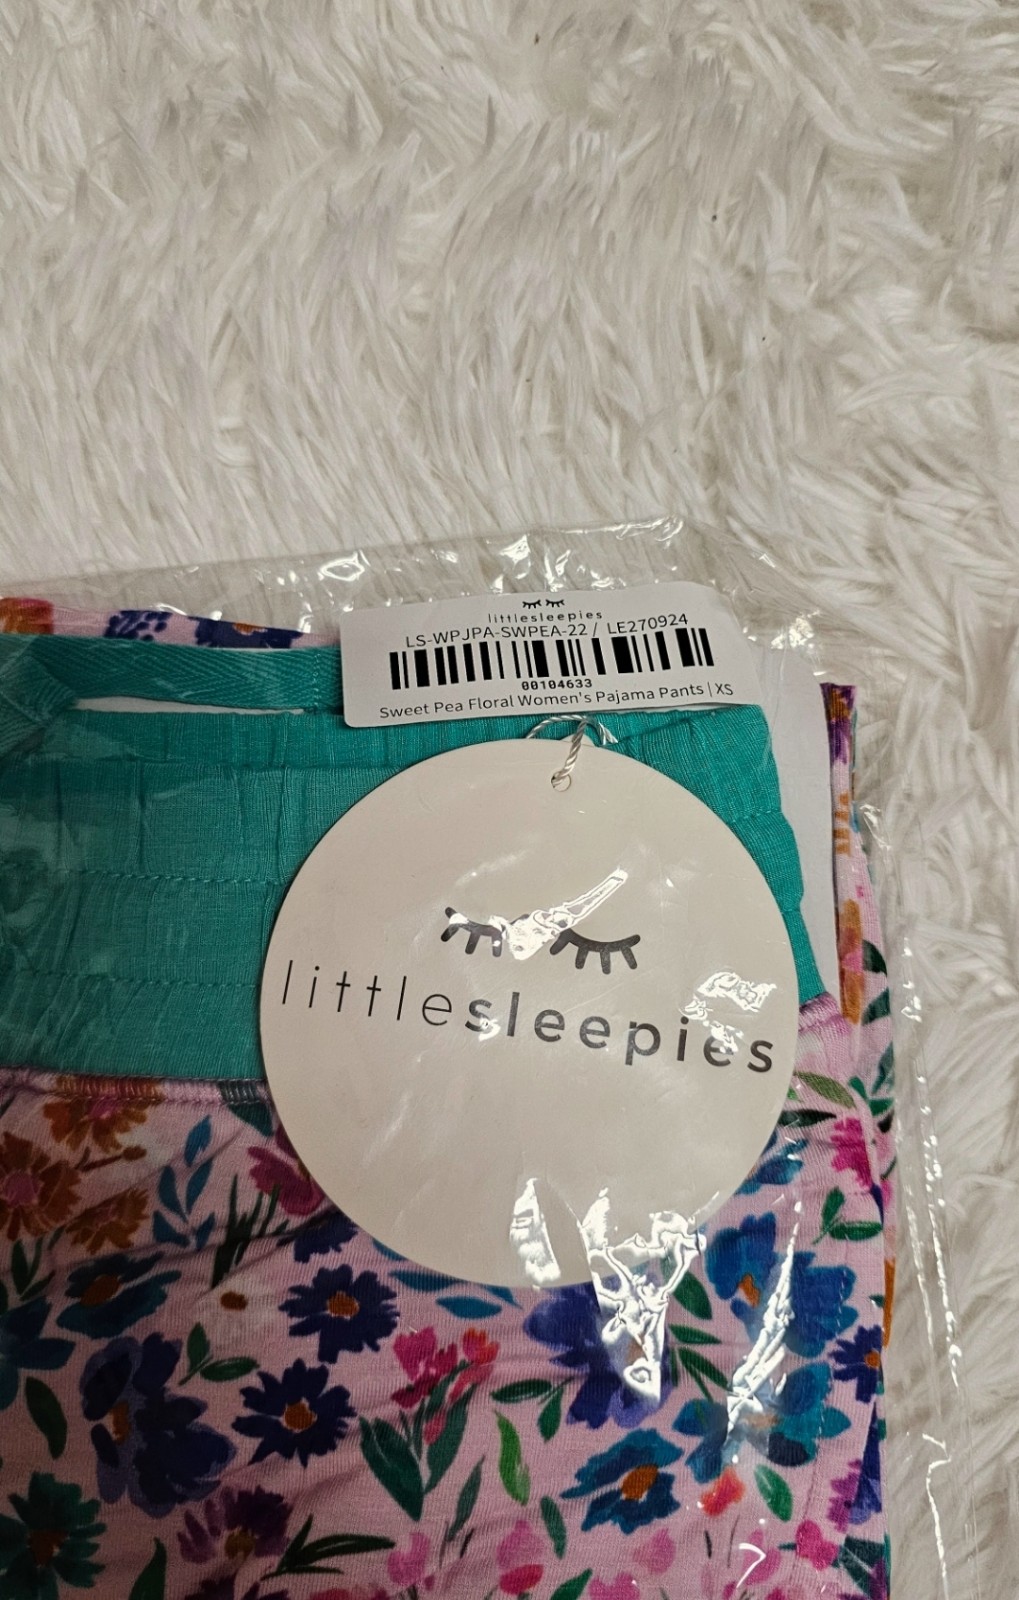 littlesleepies
LS-WPJPA-SWPEA-22 / LE270924
00104633
Sweet Pea Floral Women's Pajama Pants | XS
littlesleepies